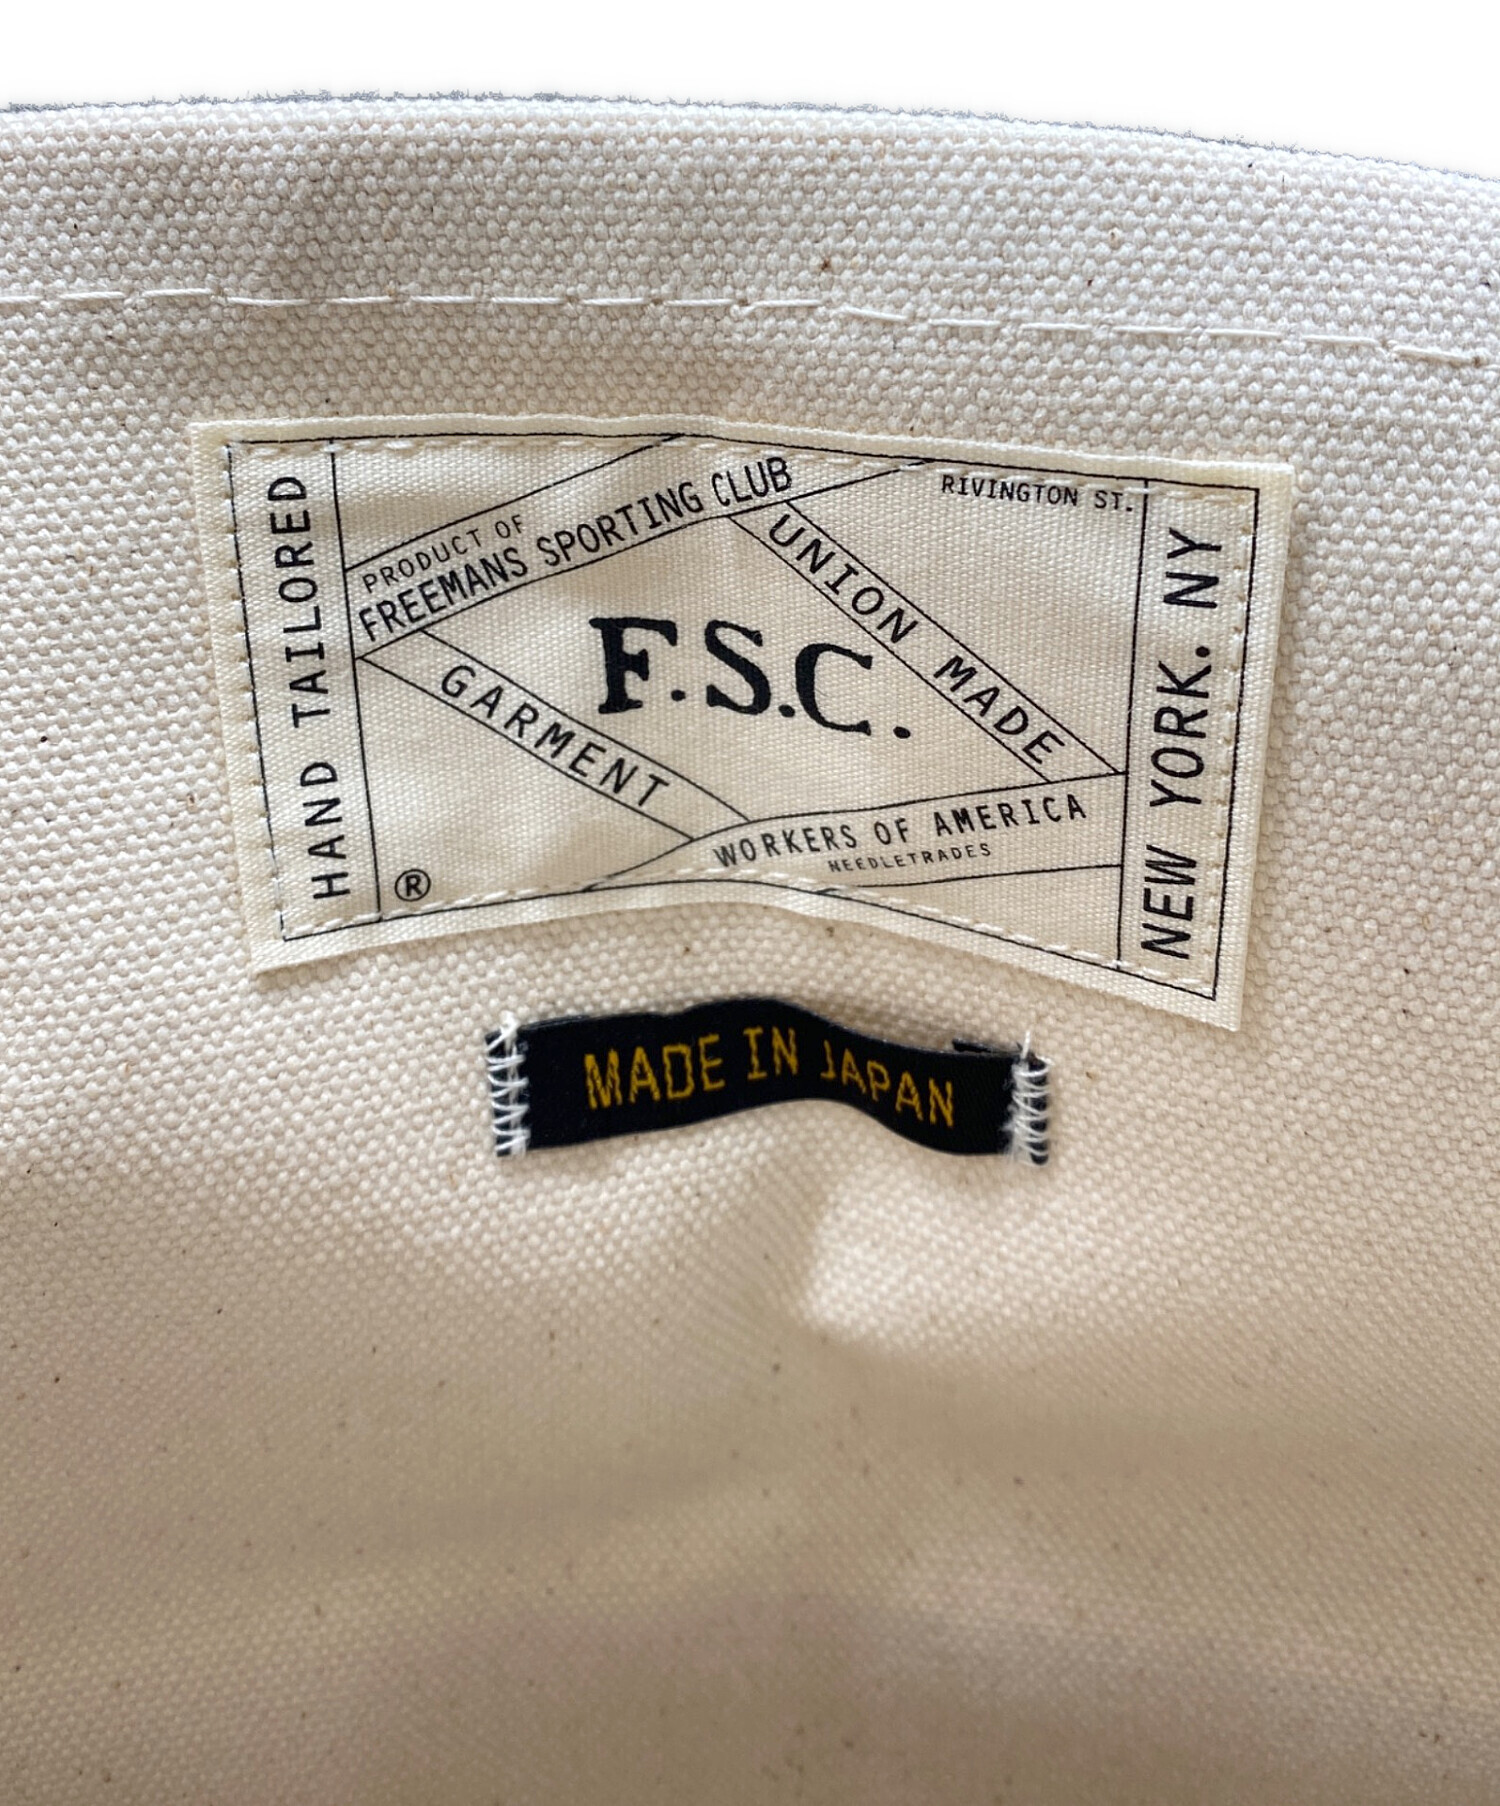 HAND TAILORED
PRODUCT OF
FREEMANS SPORTING CLUB
RIVINGTON ST.
UNION MADE
F.S.C.
GARMENT
WORKERS OF AMERICA
NEEDLETRADES
®
NEW YORK. NY
MADE IN JAPAN